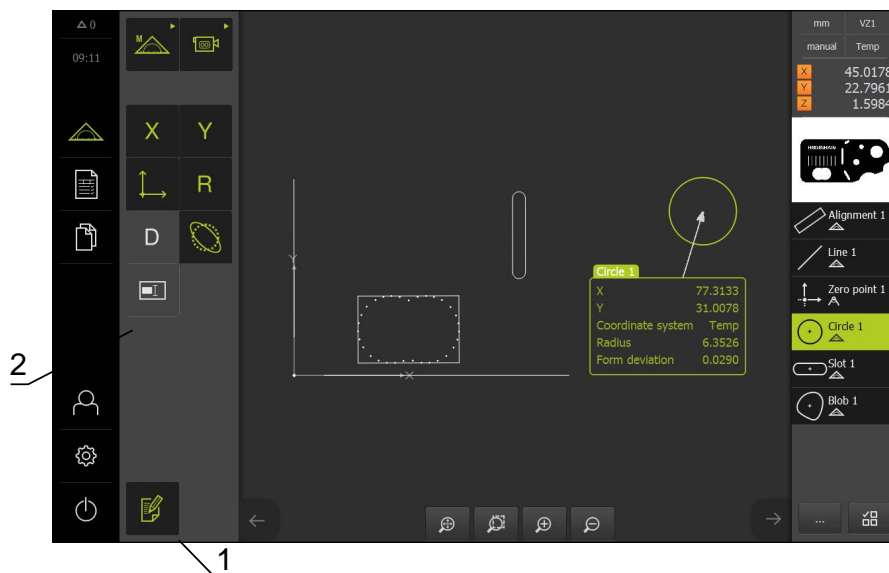 0
09:11
M
X Y
R
D
2
1
Y
X
Circle 1
X 77.3133
Y 31.0078
Coordinate system Temp
Radius 6.3526
Form deviation 0.0290
mm VZ1
manual Temp
X 45.0178
Y 22.7961
Z 1.5984
HEIDENHAIN
Alignment 1
Line 1
Zero point 1
Circle 1
Slot 1
Blob 1
...